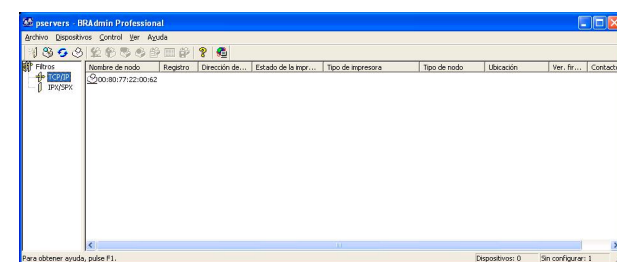 pservers - BRAdmin Professional
Archivo Dispositivos Control Ver Ayuda
Filtros
TCP/IP
IPX/SPX
Nombre de nodo Registro Dirección de... Estado de la impr... Tipo de impresora Tipo de nodo Ubicación Ver. fir... Contacto
00:80:77:22:00:62
Para obtener ayuda, pulse F1. Dispositivos: 0 Sin configurar: 1